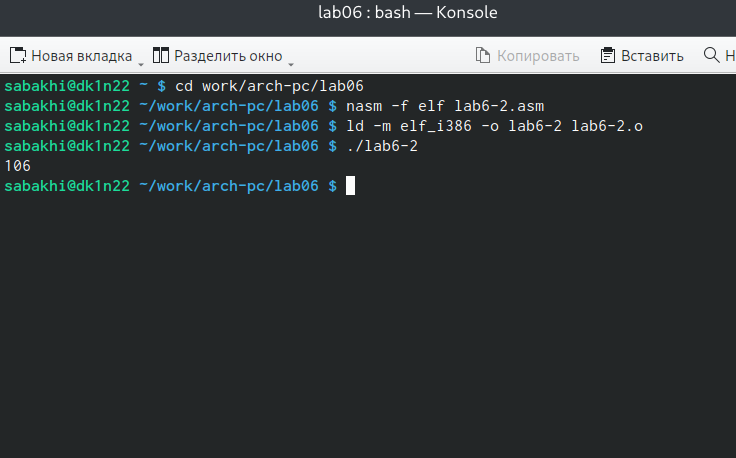 lab06 : bash — Konsole
Новая вкладка Разделить окно Копировать Вставить Н
sabakhi@dk1n22 ~ $ cd work/arch-pc/lab06
sabakhi@dk1n22 ~/work/arch-pc/lab06 $ nasm -f elf lab6-2.asm
sabakhi@dk1n22 ~/work/arch-pc/lab06 $ ld -m elf_i386 -o lab6-2 lab6-2.o
sabakhi@dk1n22 ~/work/arch-pc/lab06 $ ./lab6-2
106
sabakhi@dk1n22 ~/work/arch-pc/lab06 $